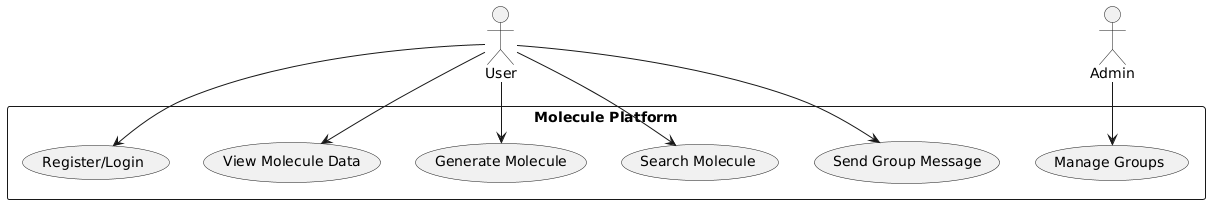 User
Admin
Molecule Platform
Register/Login
View Molecule Data
Generate Molecule
Search Molecule
Send Group Message
Manage Groups